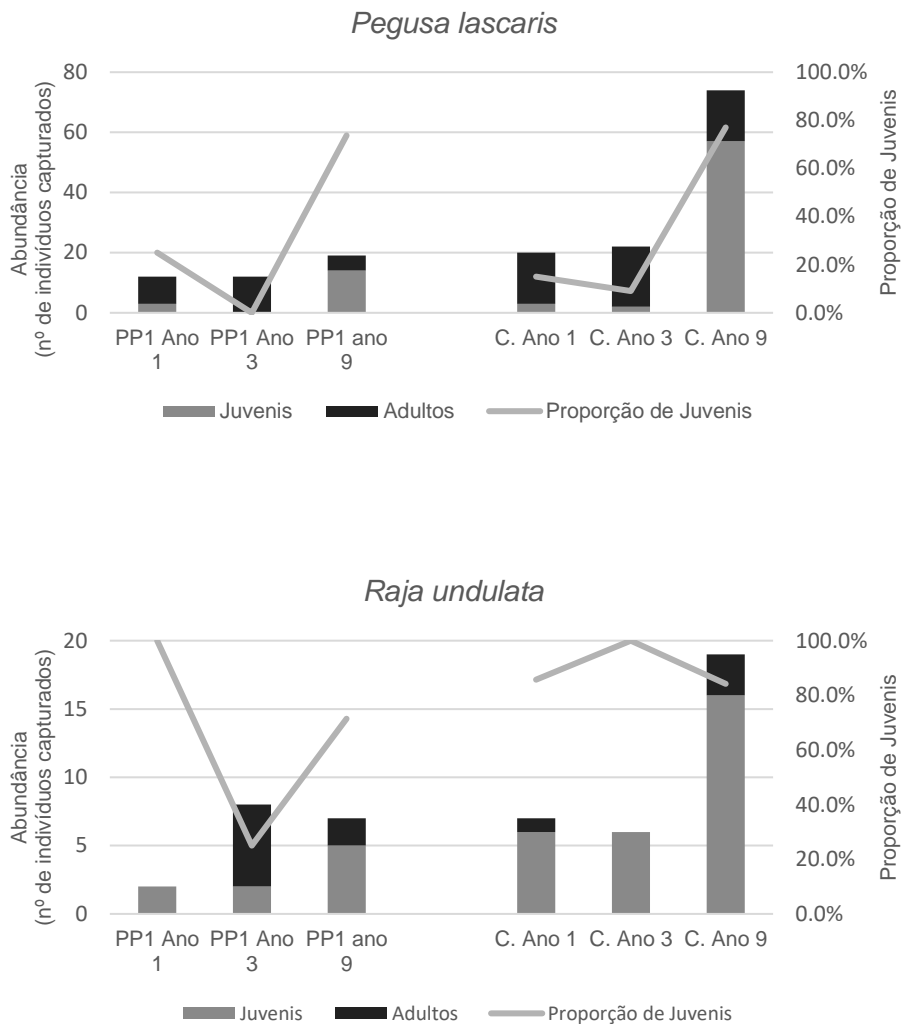 Pegusa lascaris
Abundância
(nº de indivíduos capturados)
80
60
40
20
0
100.0%
80.0%
60.0%
40.0%
20.0%
0.0%
Proporção de Juvenis
PP1 Ano
1
PP1 Ano
3
PP1 ano
9
C. Ano 1
C. Ano 3
C. Ano 9
Juvenis
Adultos
Proporção de Juvenis
Raja undulata
Abundância
(nº de indivíduos capturados)
20
15
10
5
0
100.0%
80.0%
60.0%
40.0%
20.0%
0.0%
Proporção de Juvenis
PP1 Ano
1
PP1 Ano
3
PP1 ano
9
C. Ano 1
C. Ano 3
C. Ano 9
Juvenis
Adultos
Proporção de Juvenis